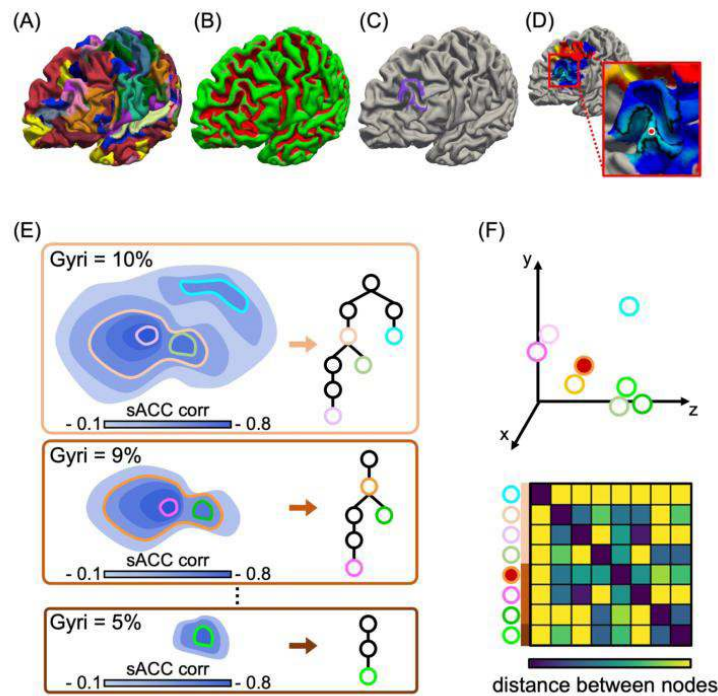 (A)
(B)
(C)
(D)
(E)
Gyri = 10%
sACC corr
- 0.1
- 0.8
Gyri = 9%
sACC corr
- 0.1
- 0.8
Gyri = 5%
sACC corr
- 0.1
- 0.8
(F)
y
z
x
distance between nodes